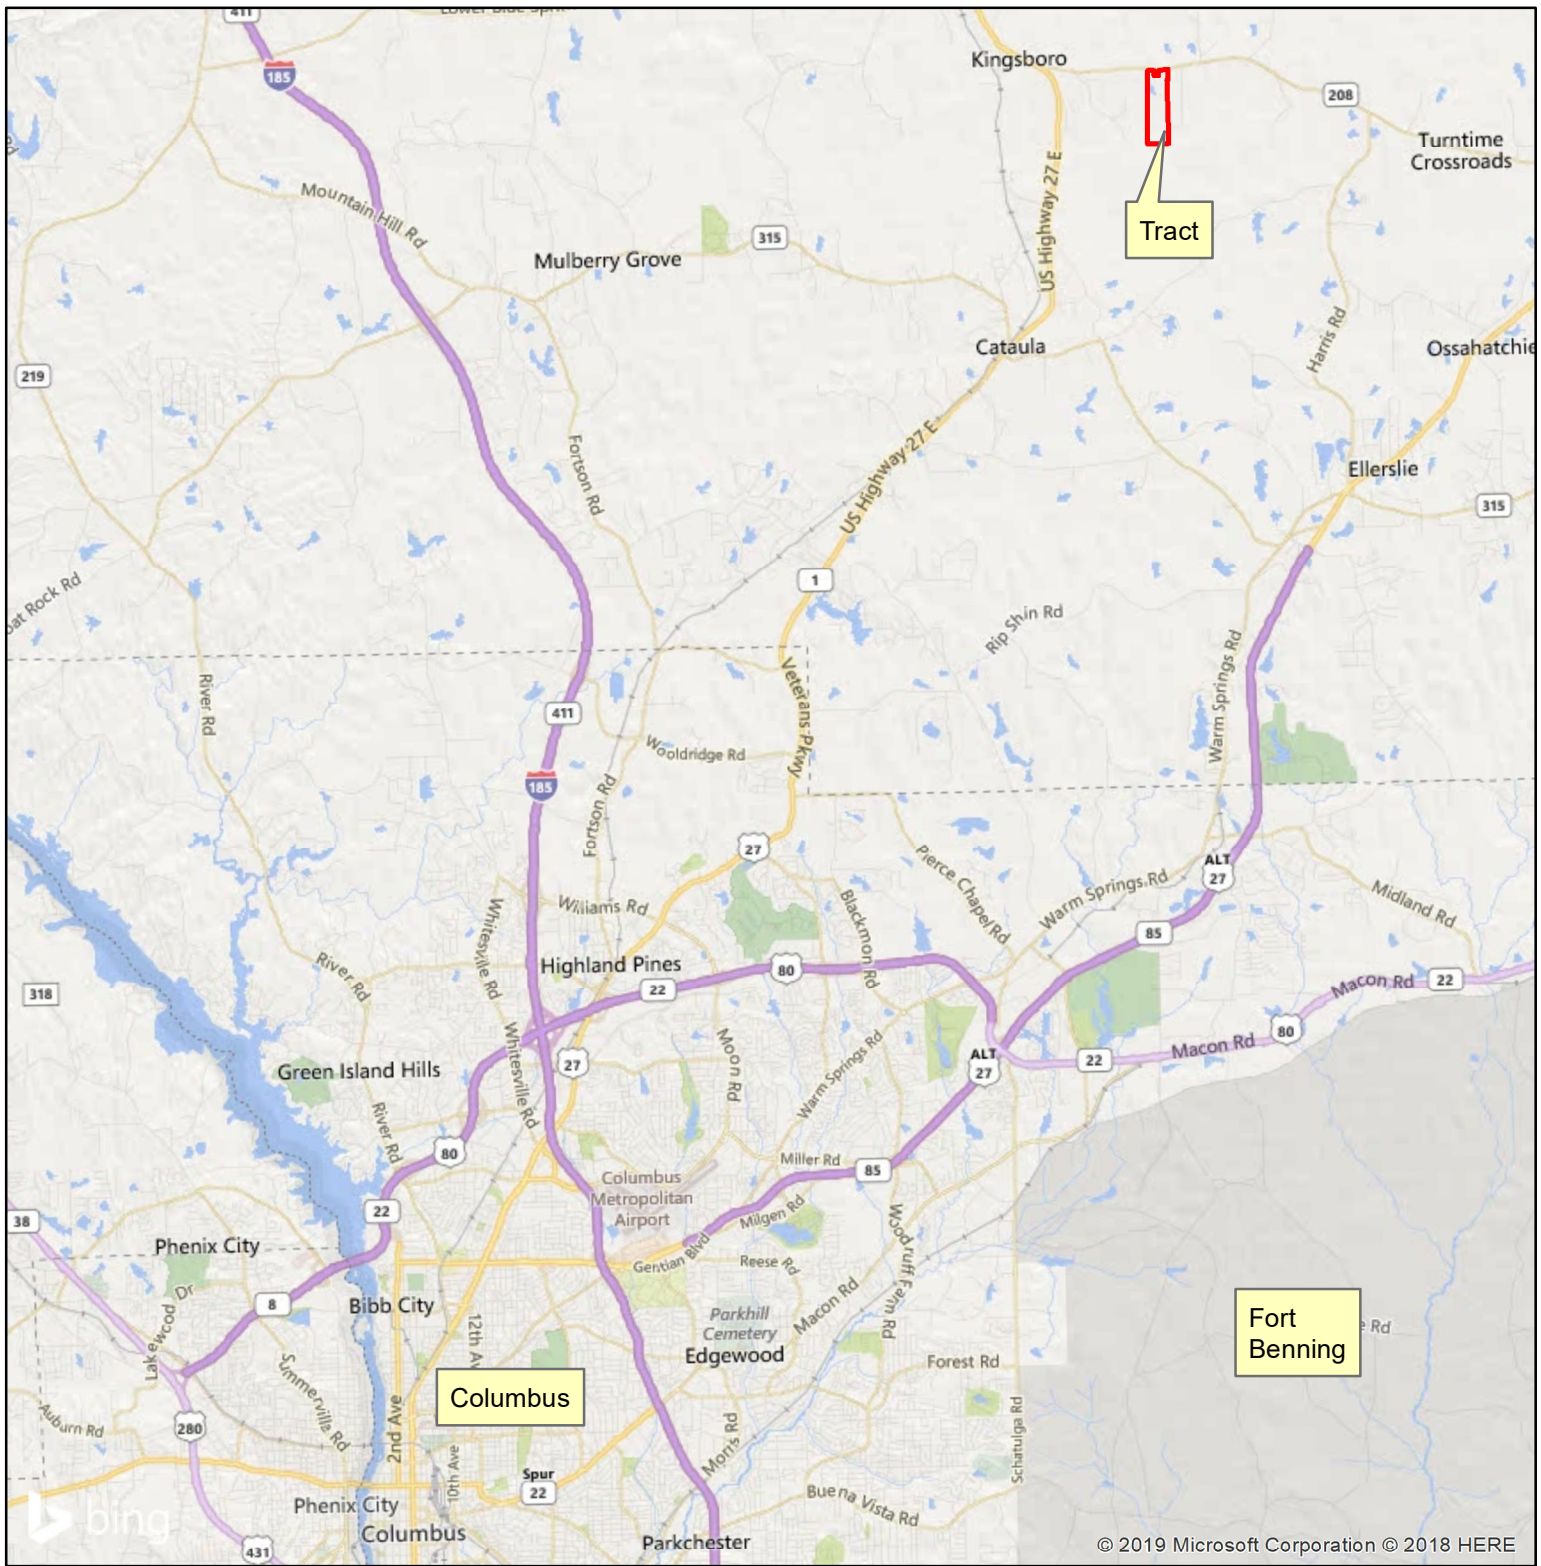 411
185
Kingsboro
208
Turntime
Crossroads
Mountain Hill Rd
Tract
US Highway 27 E
315
Mulberry Grove
Cataula
Harris Rd
Ossahatchie
219
Fortson Rd
US Highway 27 E
Ellerslie
315
1
oat Rock Rd
Rip Shin Rd
Warm Springs Rd
River Rd
411
Veterans Pkwy
Wooldridge Rd
185
Fortson Rd
27
Pierce Chapel Rd
ALT
27
Warm Springs Rd
Midland Rd
Williams Rd
Whitesville Rd
Blackmon Rd
85
River Rd
Highland Pines
80
22
318
Macon Rd
22
80
Macon Rd
Whitesville Rd
Moon Rd
Warm Springs Rd
27
ALT
27
22
Green Island Hills
River Rd
80
Miller Rd
85
Columbus
Metropolitan
Airport
22
38
Milgen Rd
Woodruff Farm Rd
Phenix City
Gentian Blvd
Reese Rd
Lakewood Dr
8
Bibb City
Parkhill
Cemetery
Macon Rd
Edgewood
12th Av
Fort
Benning
e Rd
Forest Rd
Summerville Rd
Columbus
280
Auburn Rd
2nd Ave
10th Ave
Morris Rd
Schatulga Rd
Spur
22
Buena Vista Rd
bing
Phenix City
Columbus
431
Parkchester
© 2019 Microsoft Corporation © 2018 HERE